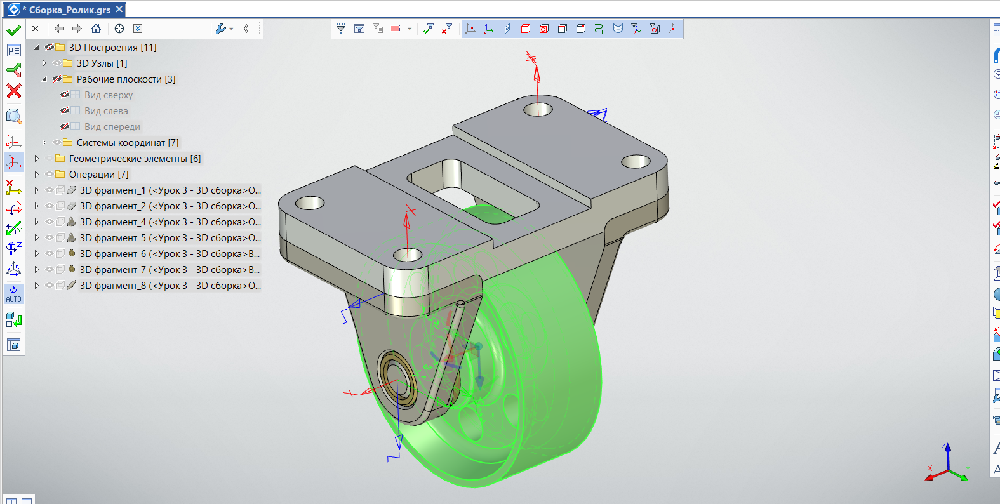 * Сборка_Ролик.grs
3D Построения [11]
3D Узлы [1]
Рабочие плоскости [3]
Вид сверху
Вид слева
Вид спереди
Системы координат [7]
Геометрические элементы [6]
Операции [7]
3D фрагмент_1 (<Урок 3 - 3D сборка>О...
3D фрагмент_2 (<Урок 3 - 3D сборка>О...
3D фрагмент_4 (<Урок 3 - 3D сборка>О...
3D фрагмент_5 (<Урок 3 - 3D сборка>О...
3D фрагмент_6 (<Урок 3 - 3D сборка>В...
3D фрагмент_7 (<Урок 3 - 3D сборка>В...
3D фрагмент_8 (<Урок 3 - 3D сборка>О...
AUTO
X
Z
X
Z
Z
X
Y